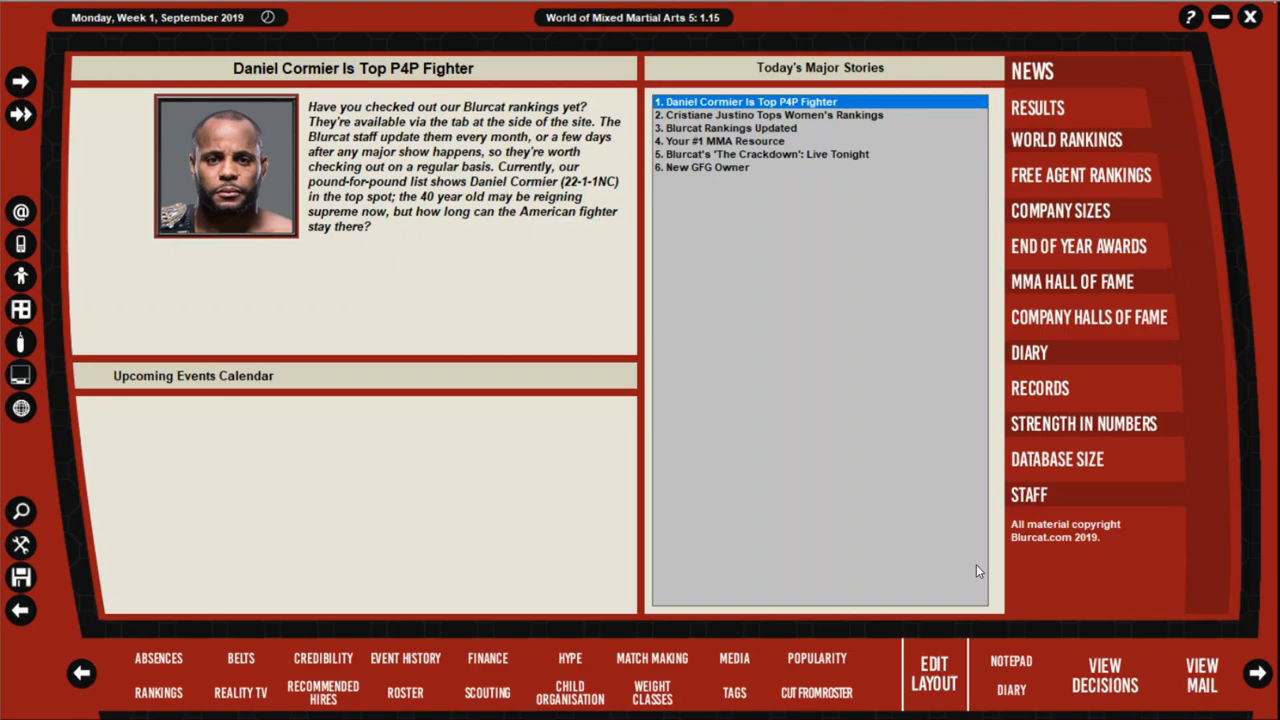 Monday, Week 1, September 2019
World of Mixed Martial Arts 5: 1.15
?
X
Daniel Cormier Is Top P4P Fighter
Have you checked out our Blurcat rankings yet?
They're available via the tab at the side of the site. The
Blurcat staff update them every month, or a few days
after any major show happens, so they're worth
checking out on a regular basis. Currently, our
pound-for-pound list shows Daniel Cormier (22-1-1NC)
in the top spot; the 40 year old may be reigning
supreme now, but how long can the American fighter
stay there?
Upcoming Events Calendar
Today's Major Stories
1. Daniel Cormier Is Top P4P Fighter
2. Cristiane Justino Tops Women's Rankings
3. Blurcat Rankings Updated
4. Your #1 MMA Resource
5. Blurcat's 'The Crackdown': Live Tonight
6. New GFG Owner
NEWS
RESULTS
WORLD RANKINGS
FREE AGENT RANKINGS
COMPANY SIZES
END OF YEAR AWARDS
MMA HALL OF FAME
COMPANY HALLS OF FAME
DIARY
RECORDS
STRENGTH IN NUMBERS
DATABASE SIZE
STAFF
All material copyright
Blurcat.com 2019.
@
ABSENCES
BELTS
CREDIBILITY
EVENT HISTORY
FINANCE
HYPE
MATCH MAKING
MEDIA
POPULARITY
RANKINGS
REALITY TV
RECOMMENDED
HIRES
ROSTER
SCOUTING
CHILD
ORGANISATION
WEIGHT
CLASSES
TAGS
CUT FROM ROSTER
EDIT
LAYOUT
NOTEPAD
DIARY
VIEW
DECISIONS
VIEW
MAIL